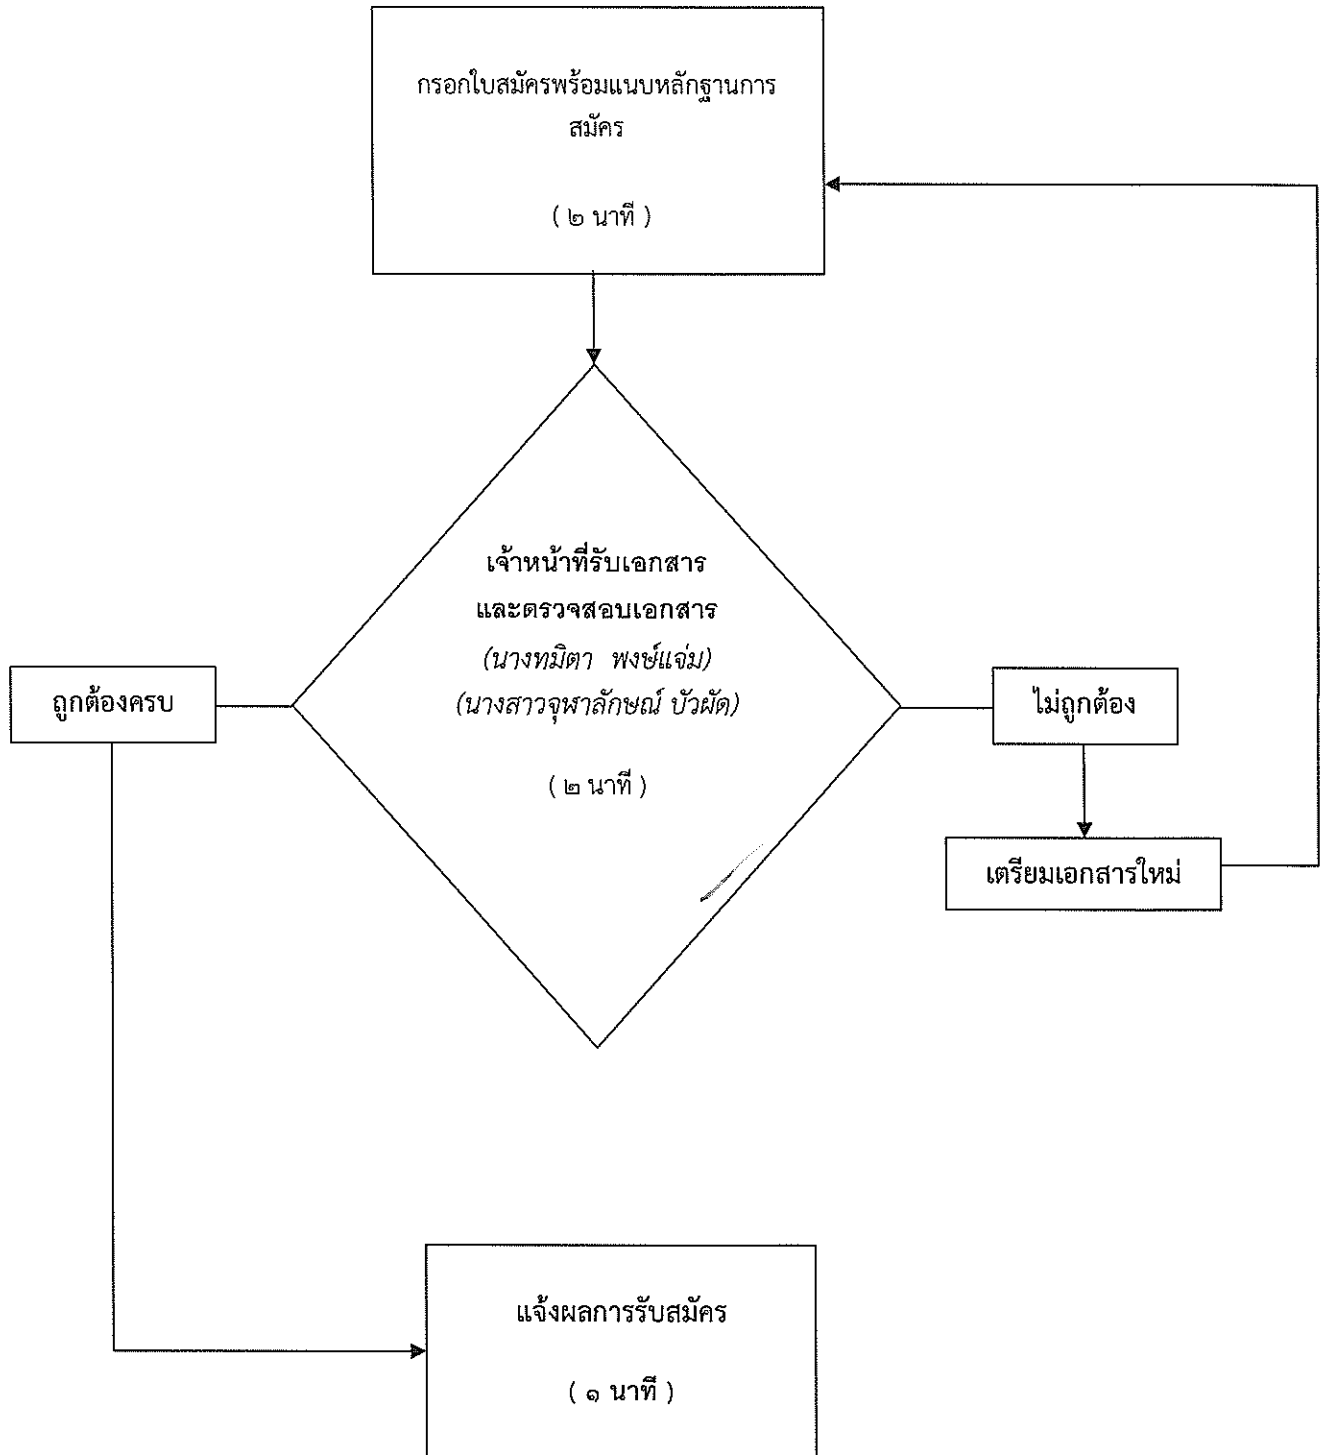 กรอกใบสมัครพร้อมแนบหลักฐานการ
สมัคร
( ๒ นาที )
เจ้าหน้าที่รับเอกสาร
และตรวจสอบเอกสาร
(นางทมิตา พงษ์แจ่ม)
(นางสาวจุฬาลักษณ์ บัวผัด)
( ๒ นาที )
ถูกต้องครบ
ไม่ถูกต้อง
เตรียมเอกสารใหม่
แจ้งผลการรับสมัคร
( ๑ นาที )